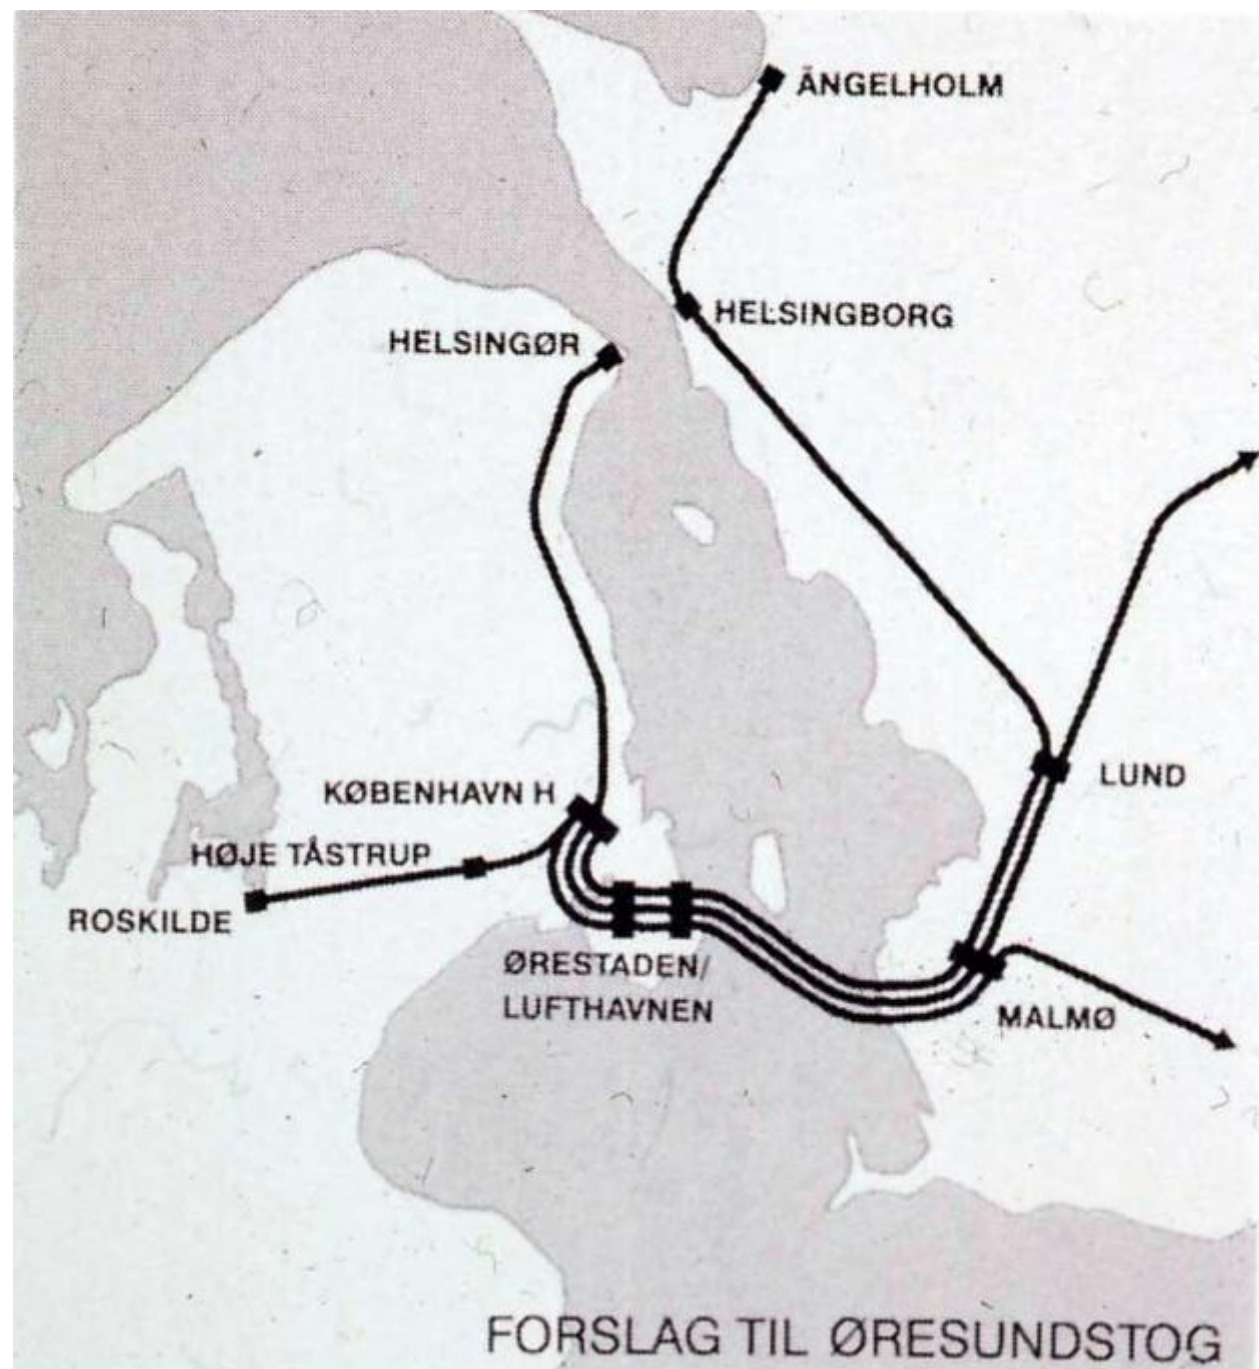 ÄNGELHOLM
HELSINGBORG
HELSINGØR
KØBENHAVN H
LUND
HØJE TÅSTRUP
ROSKILDE
ØRESTADEN/
LUFTHAVNEN
MALMØ
FORSLAG TIL ØRESUNDSTOG